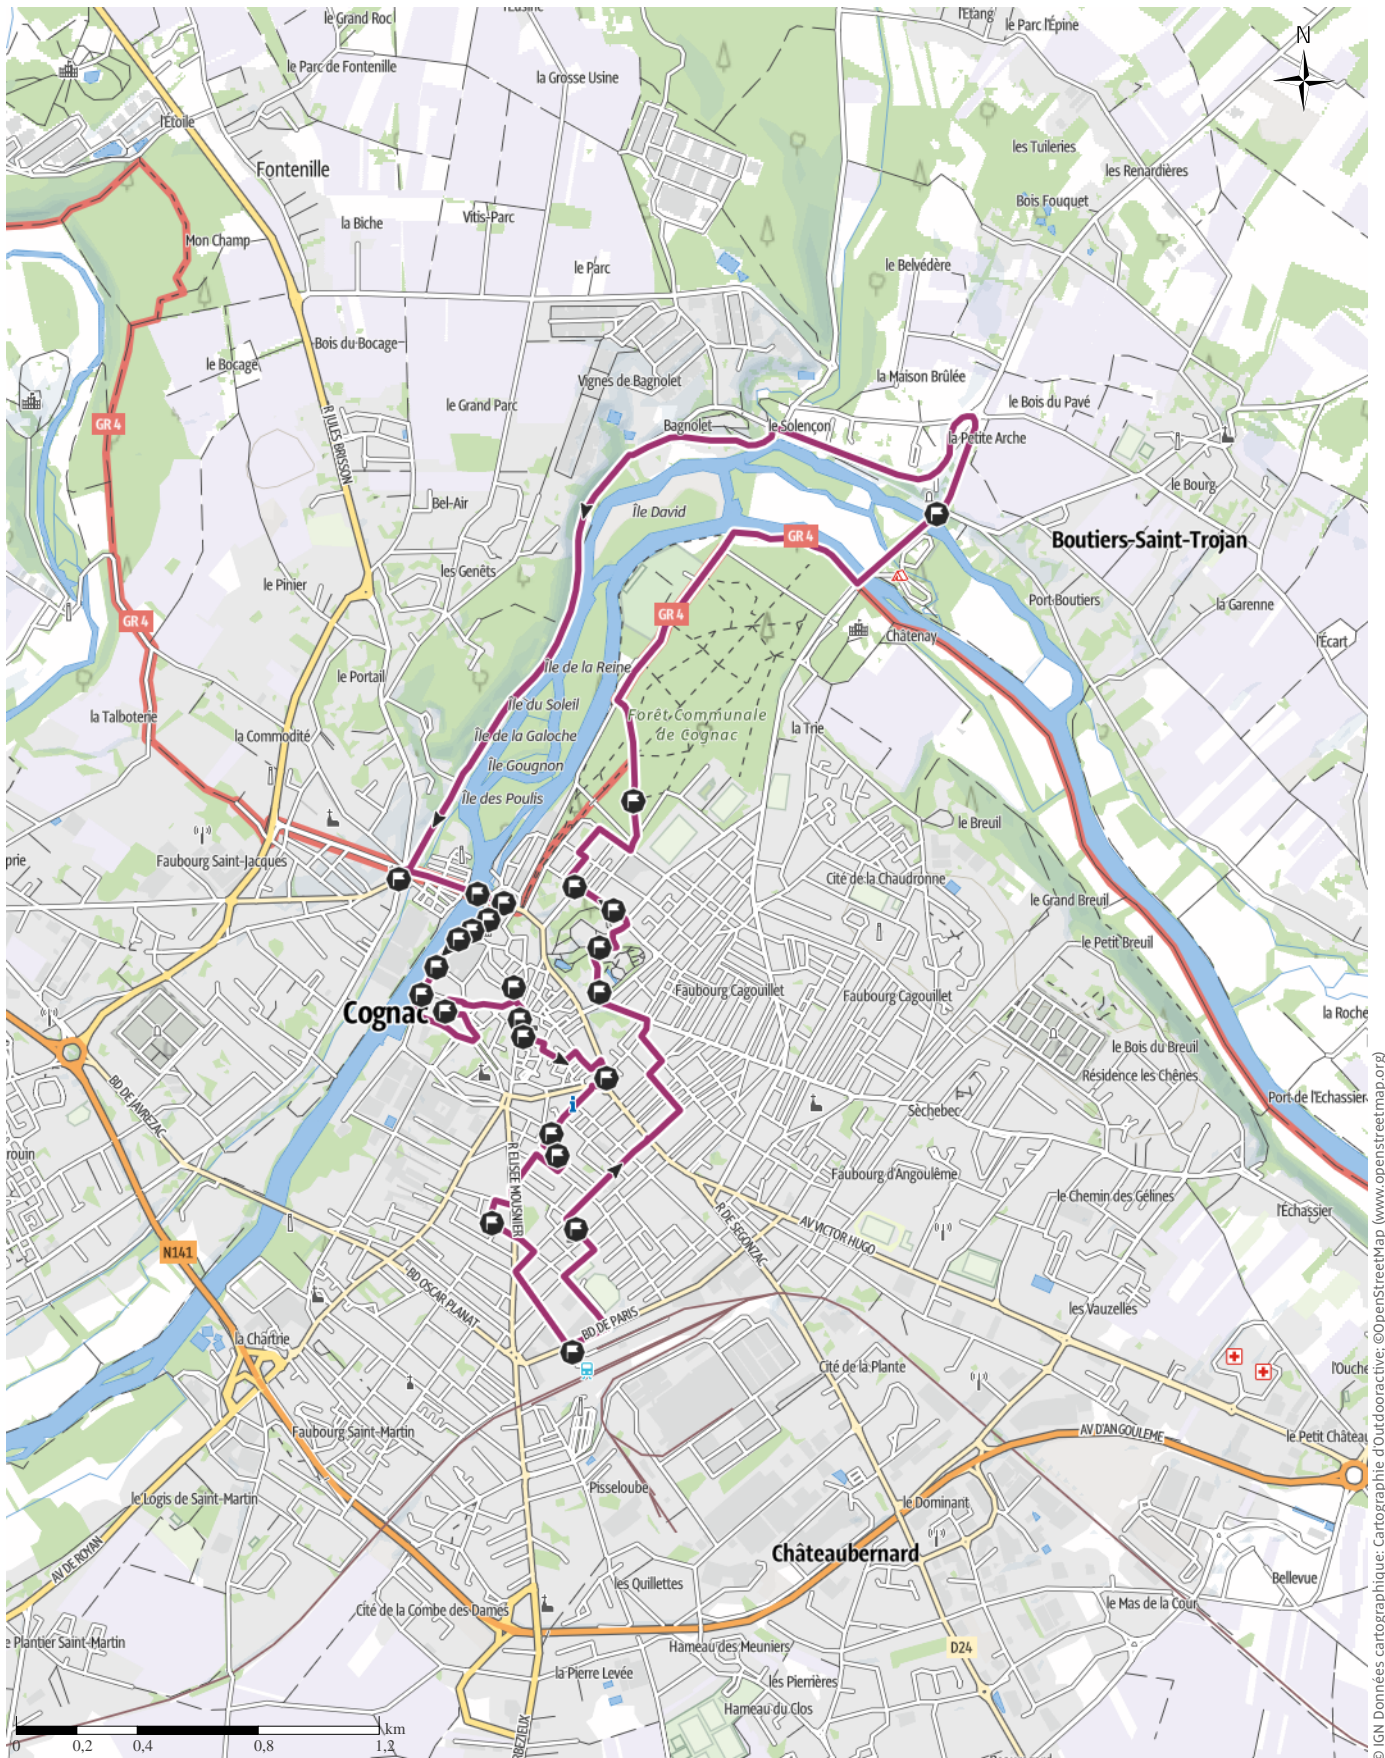 le Grand Roc
l'Étang
le Parc l'Épine
N
le Parc de Fontenille
la Grosse Usine
l'Étoile
les Tuileries
Fontenille
les Renardières
Bois Fouquet
la Biche
Vitis-Parc
Mon Champ
le Parc
le Belvédère
Bois du Bocage
le Bocage
Vignes de Bagnolet
la Maison Brûlée
le Grand Parc
le Bois du Pavé
GR 4
R JULES BRISSON
Bagnolet
le Solençon
la Petite Arche
le Bourg
Bel-Air
Île David
GR 4
Boutiers-Saint-Trojan
les Genêts
le Pinier
Port-Boutiers
la Garenne
GR 4
GR 4
Châtenay
l'Écart
Île de la Reine
le Portail
Île du Soleil
la Talboterie
Forêt Communale
de Cognac
la Trie
la Commodité
Île de la Galoche
Île Gougnon
Île des Poulis
le Breuil
prie
Faubourg Saint-Jacques
Cité de la Chaudronne
le Grand Breuil
le Petit Breuil
Faubourg Cagouillet
Faubourg Cagouillet
Cognac
la Roche
le Bois du Breuil
BD DE JAVREZAC
Résidence les Chênes
Port de l'Echassier
i
Sèchebec
rouin
R ELISEE MOUSNIER
Faubourg d'Angoulême
le Chemin des Gélines
l'Échassier
R DE SEGONZAC
AV VICTOR HUGO
N141
BD OSCAR PLANAT
les Vauzelles
BD DE PARIS
la Chartrie
Cité de la Plante
l'Ouche
Faubourg Saint-Martin
AV D'ANGOULEME
le Petit Château
Pisseloube
le Logis de Saint-Martin
le Dominant
Châteaubernard
AV DE ROYAN
les Quillettes
Bellevue
Cité de la Combe des Dames
le Mas de la Cour
e Plantier Saint-Martin
Hameau des Meuniers
D24
la Pierre Levée
les Pierrières
Hameau du Clos
RBEZIEUX
km
0
0,2
0,4
0,8
1,2
IGN Données cartographique: Cartographie d'Outdooractive; ©OpenStreetMap (www.openstreetmap.org)